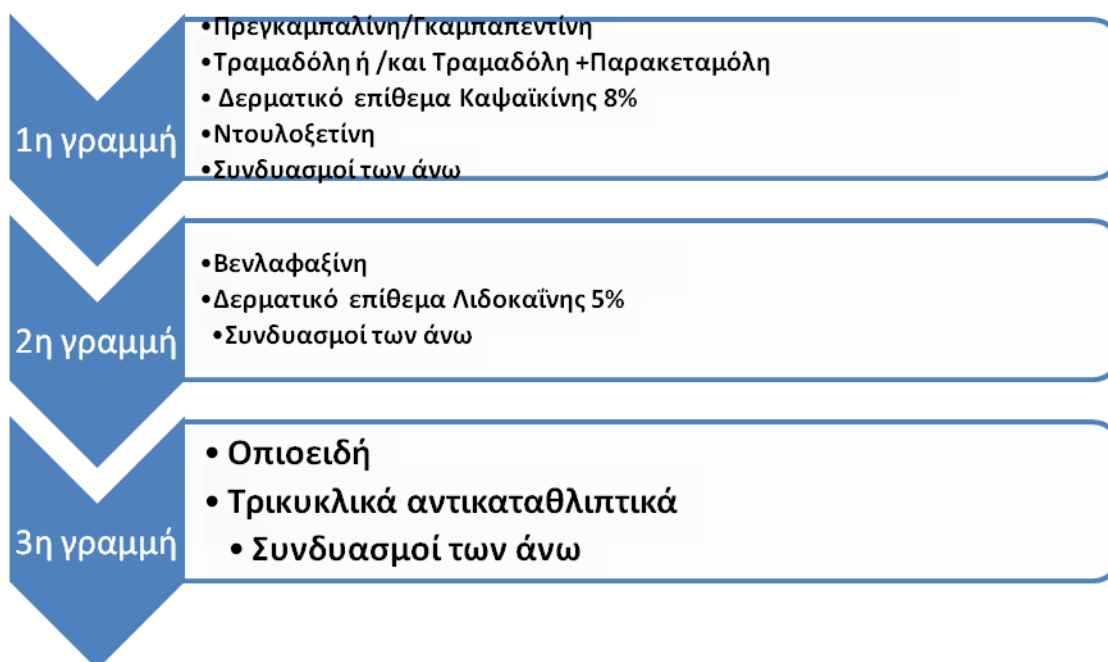 1η γραμμή
•Πρεγκαμπαλίνη/Γκαμπαπεντίνη
•Τραμαδόλη ή /και Τραμαδόλη +Παρακεταμόλη
• Δερματικό επίθεμα Καψαϊκίνης 8%
•Ντουλοξετίνη
•Συνδυασμοί των άνω
2η γραμμή
•Βενλαφαξίνη
•Δερματικό επίθεμα Λιδοκαΐνης 5%
•Συνδυασμοί των άνω
3η γραμμή
• Οπιοειδή
• Τρικυκλικά αντικαταθλιπτικά
• Συνδυασμοί των άνω